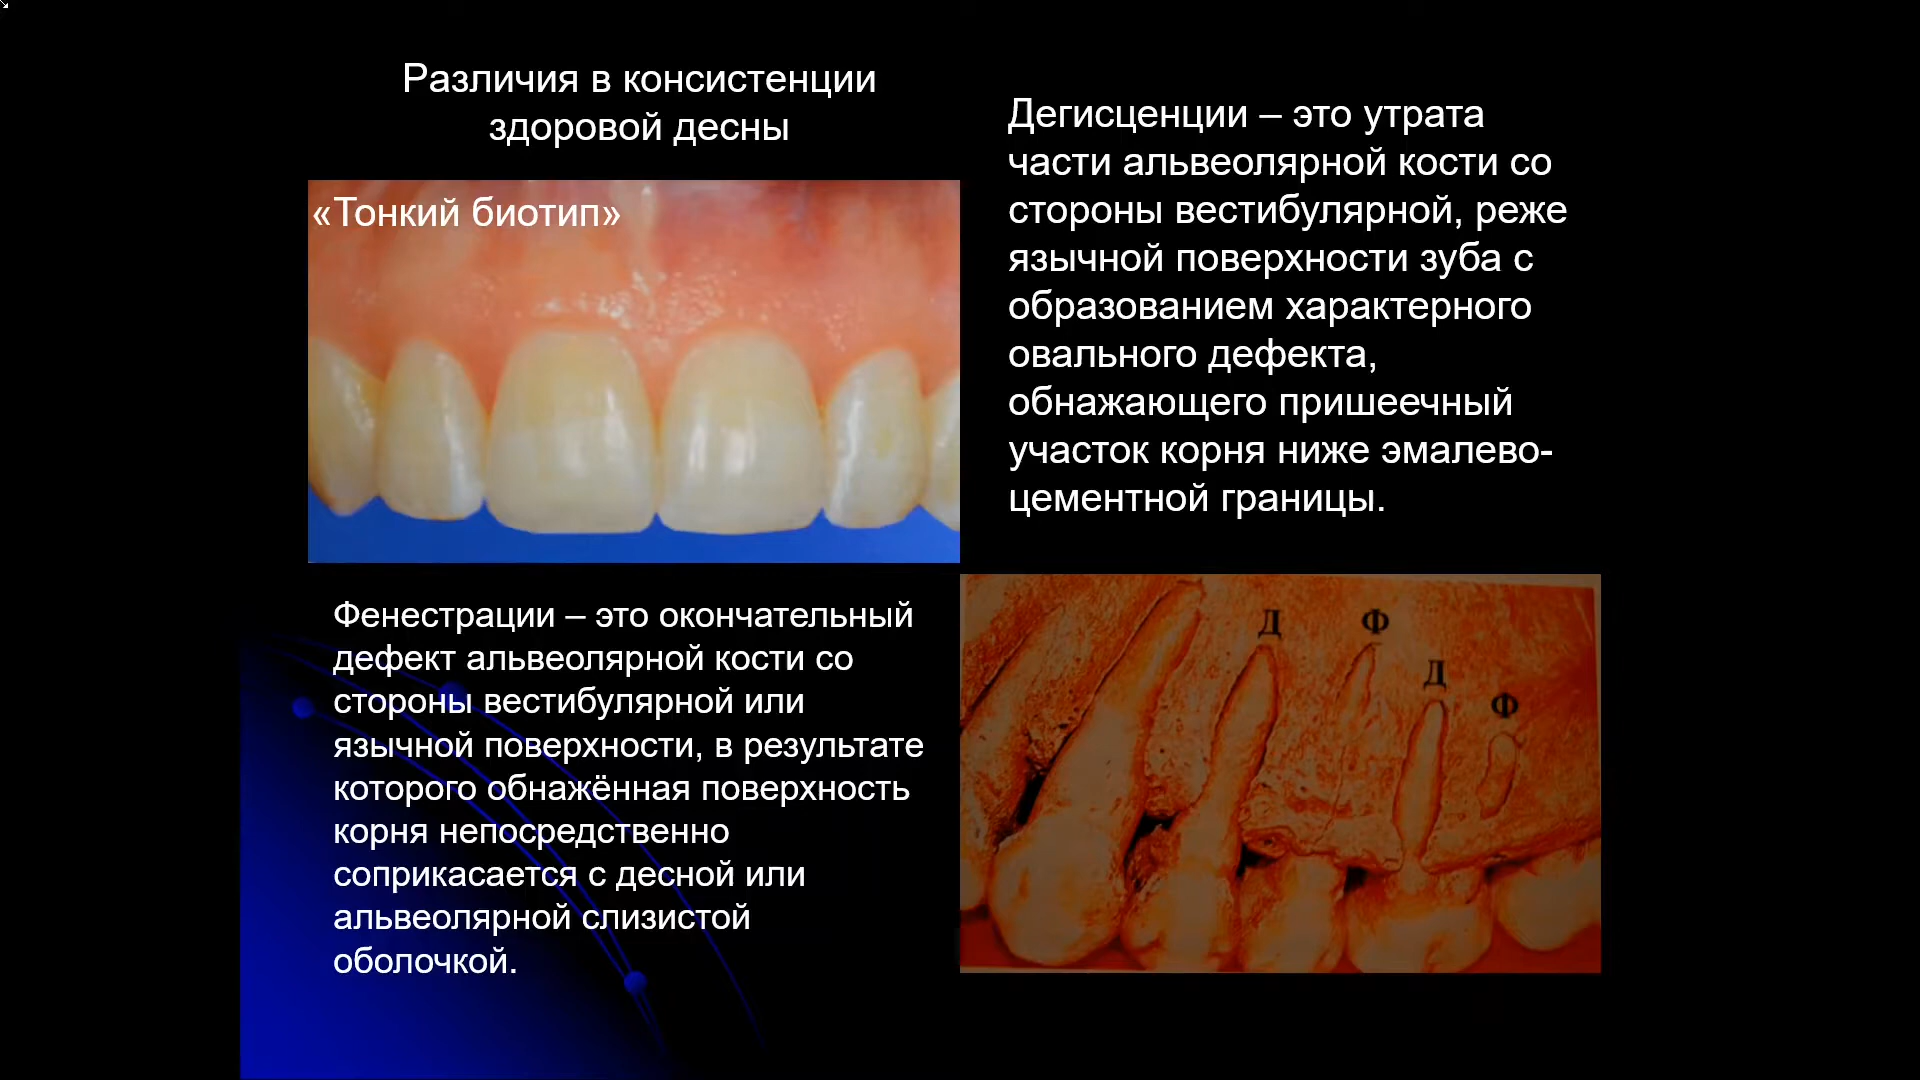 Различия в консистенции
здоровой десны
«Тонкий биотип»
Дегисценции – это утрата
части альвеолярной кости со
стороны вестибулярной, реже
язычной поверхности зуба с
образованием характерного
овального дефекта,
обнажающего пришеечный
участок корня ниже эмалево-
цементной границы.
Фенестрации – это окончательный
дефект альвеолярной кости со
стороны вестибулярной или
язычной поверхности, в результате
которого обнажённая поверхность
корня непосредственно
соприкасается с десной или
альвеолярной слизистой
оболочкой.
Д
Ф
Д
Ф